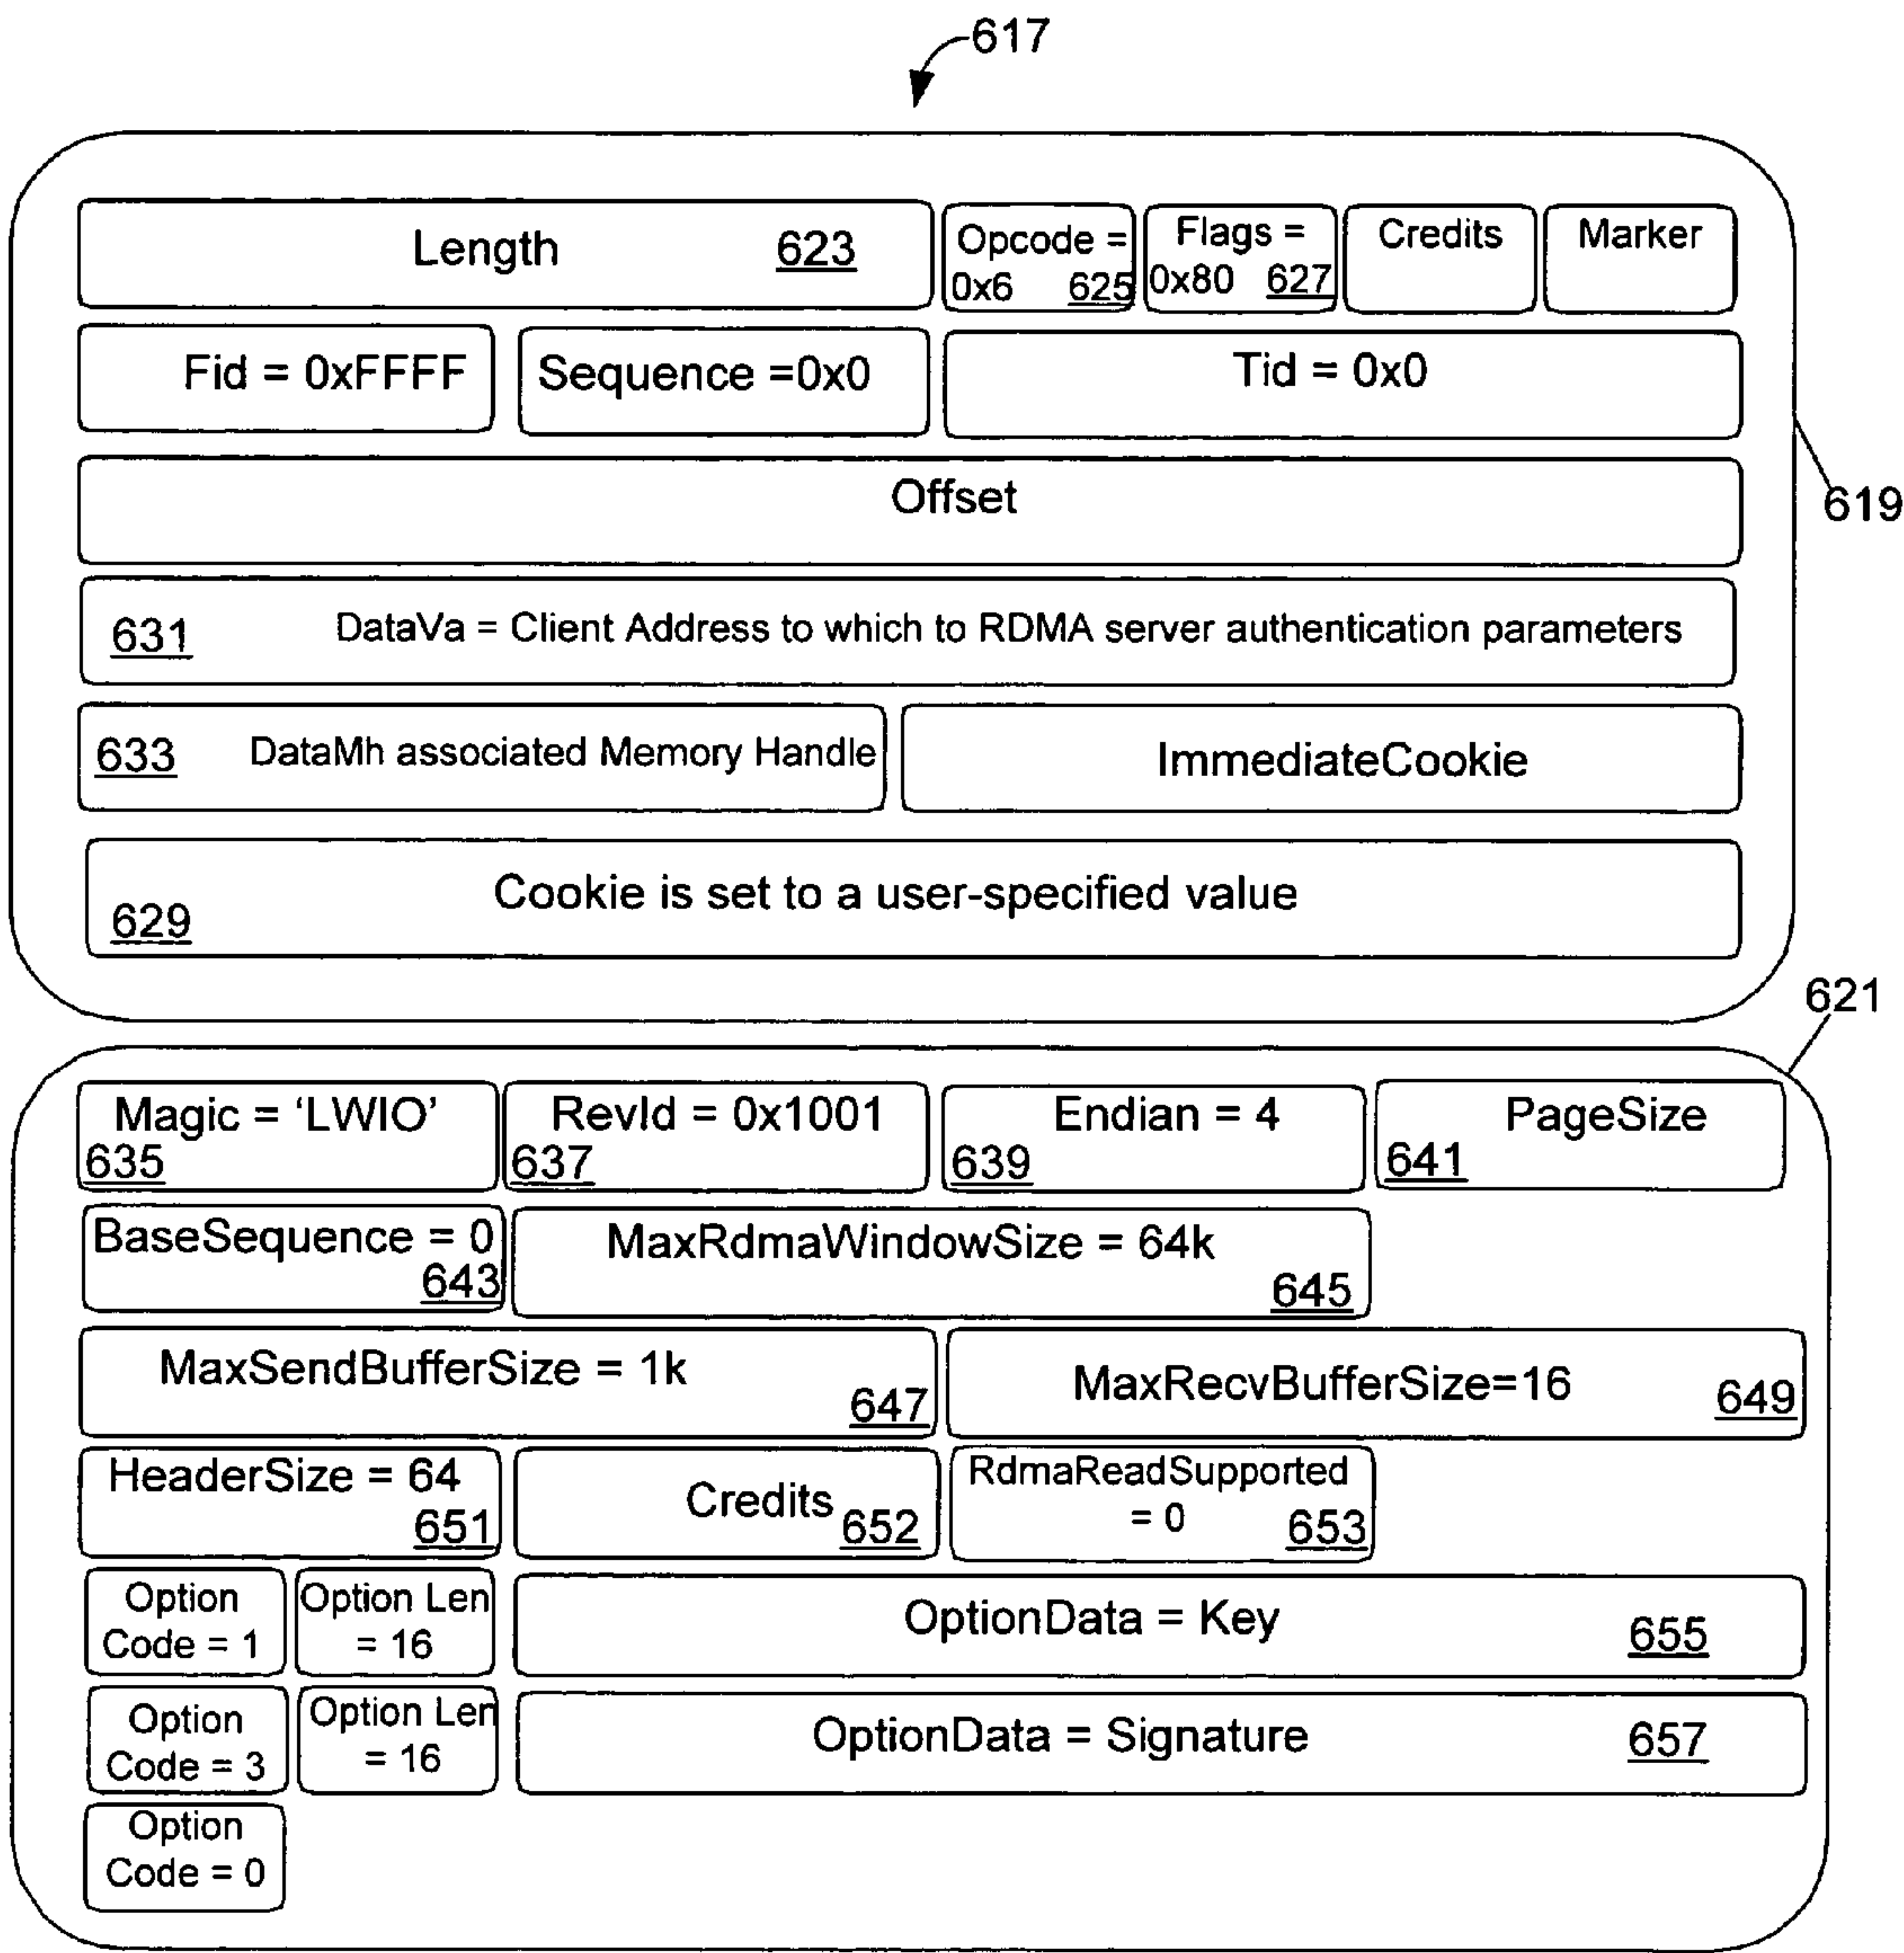 617
Length 623
Opcode =
0x6 625
Flags =
0x80 627
Credits
Marker
Fid = 0xFFFF
Sequence =0x0
Tid = 0x0
Offset
619
631 DataVa = Client Address to which to RDMA server authentication parameters
633 DataMh associated Memory Handle
ImmediateCookie
Cookie is set to a user-specified value
629
621
Magic = ‘LWIO’
635
RevId = 0x1001
637
Endian = 4
639
PageSize
641
BaseSequence = 0
643
MaxRdmaWindowSize = 64k
645
MaxSendBufferSize = 1k
647
MaxRecvBufferSize=16 649
HeaderSize = 64
651
Credits 652
RdmaReadSupported
= 0 653
Option
Code = 1
Option Len
= 16
OptionData = Key 655
Option
Code = 3
Option Len
= 16
OptionData = Signature 657
Option
Code = 0